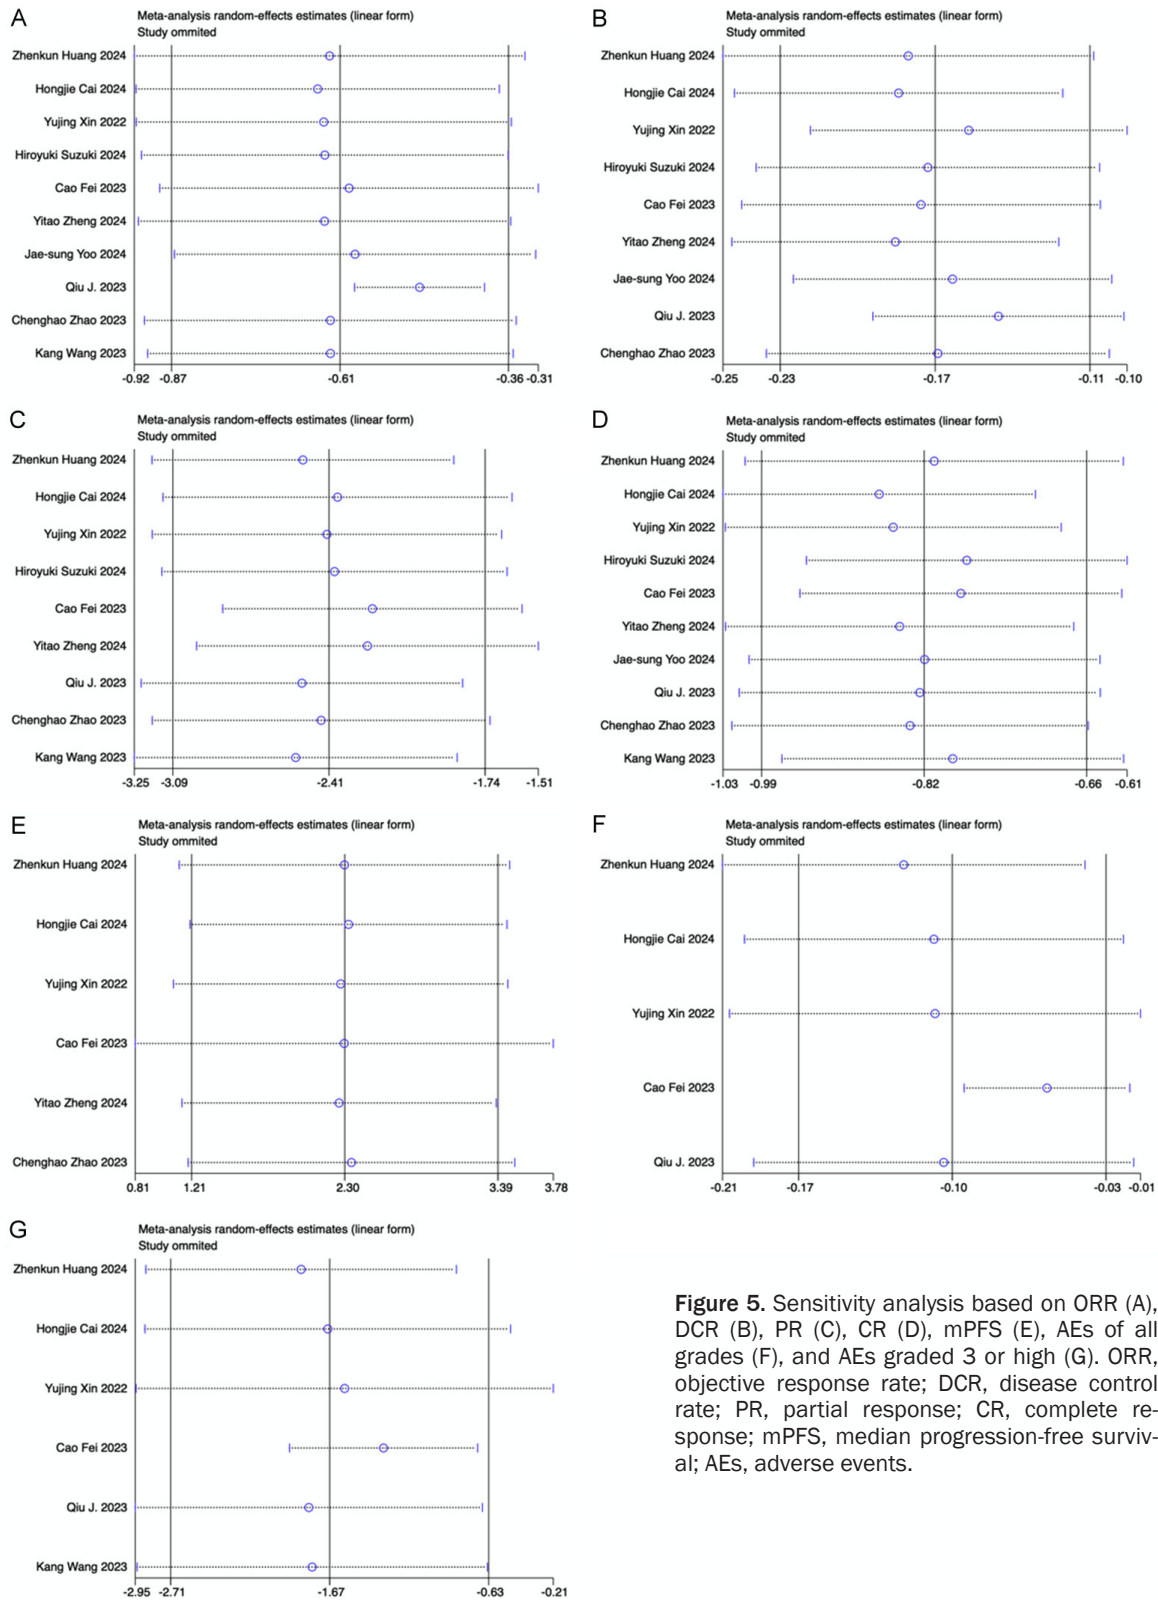 A
Meta-analysis random-effects estimates (linear form)
Study ommited
Zhenkun Huang 2024
Hongjie Cai 2024
Yujing Xin 2022
Hiroyuki Suzuki 2024
Cao Fei 2023
Yitao Zheng 2024
Jae-sung Yoo 2024
Qiu J. 2023
Chenghao Zhao 2023
Kang Wang 2023
-0.92 -0.87 -0.61 -0.36 -0.31
B
Meta-analysis random-effects estimates (linear form)
Study ommited
Zhenkun Huang 2024
Hongjie Cai 2024
Yujing Xin 2022
Hiroyuki Suzuki 2024
Cao Fei 2023
Yitao Zheng 2024
Jae-sung Yoo 2024
Qiu J. 2023
Chenghao Zhao 2023
-0.25 -0.23 -0.17 -0.11 -0.10
C
Meta-analysis random-effects estimates (linear form)
Study ommited
Zhenkun Huang 2024
Hongjie Cai 2024
Yujing Xin 2022
Hiroyuki Suzuki 2024
Cao Fei 2023
Yitao Zheng 2024
Qiu J. 2023
Chenghao Zhao 2023
Kang Wang 2023
-3.25 -3.09 -2.41 -1.74 -1.51
D
Meta-analysis random-effects estimates (linear form)
Study ommited
Zhenkun Huang 2024
Hongjie Cai 2024
Yujing Xin 2022
Hiroyuki Suzuki 2024
Cao Fei 2023
Yitao Zheng 2024
Jae-sung Yoo 2024
Qiu J. 2023
Chenghao Zhao 2023
Kang Wang 2023
-1.03 -0.99 -0.82 -0.66 -0.61
E
Meta-analysis random-effects estimates (linear form)
Study ommited
Zhenkun Huang 2024
Hongjie Cai 2024
Yujing Xin 2022
Cao Fei 2023
Yitao Zheng 2024
Chenghao Zhao 2023
0.81 1.21 2.30 3.39 3.78
F
Meta-analysis random-effects estimates (linear form)
Study ommited
Zhenkun Huang 2024
Hongjie Cai 2024
Yujing Xin 2022
Cao Fei 2023
Qiu J. 2023
-0.21 -0.17 -0.10 -0.03 -0.01
G
Meta-analysis random-effects estimates (linear form)
Study ommited
Zhenkun Huang 2024
Hongjie Cai 2024
Yujing Xin 2022
Cao Fei 2023
Qiu J. 2023
Kang Wang 2023
-2.95 -2.71 -1.67 -0.63 -0.21
Figure 5. Sensitivity analysis based on ORR (A),
DCR (B), PR (C), CR (D), mPFS (E), AEs of all
grades (F), and AEs graded 3 or high (G). ORR,
objective response rate; DCR, disease control
rate; PR, partial response; CR, complete re-
sponse; mPFS, median progression-free surviv-
al; AEs, adverse events.